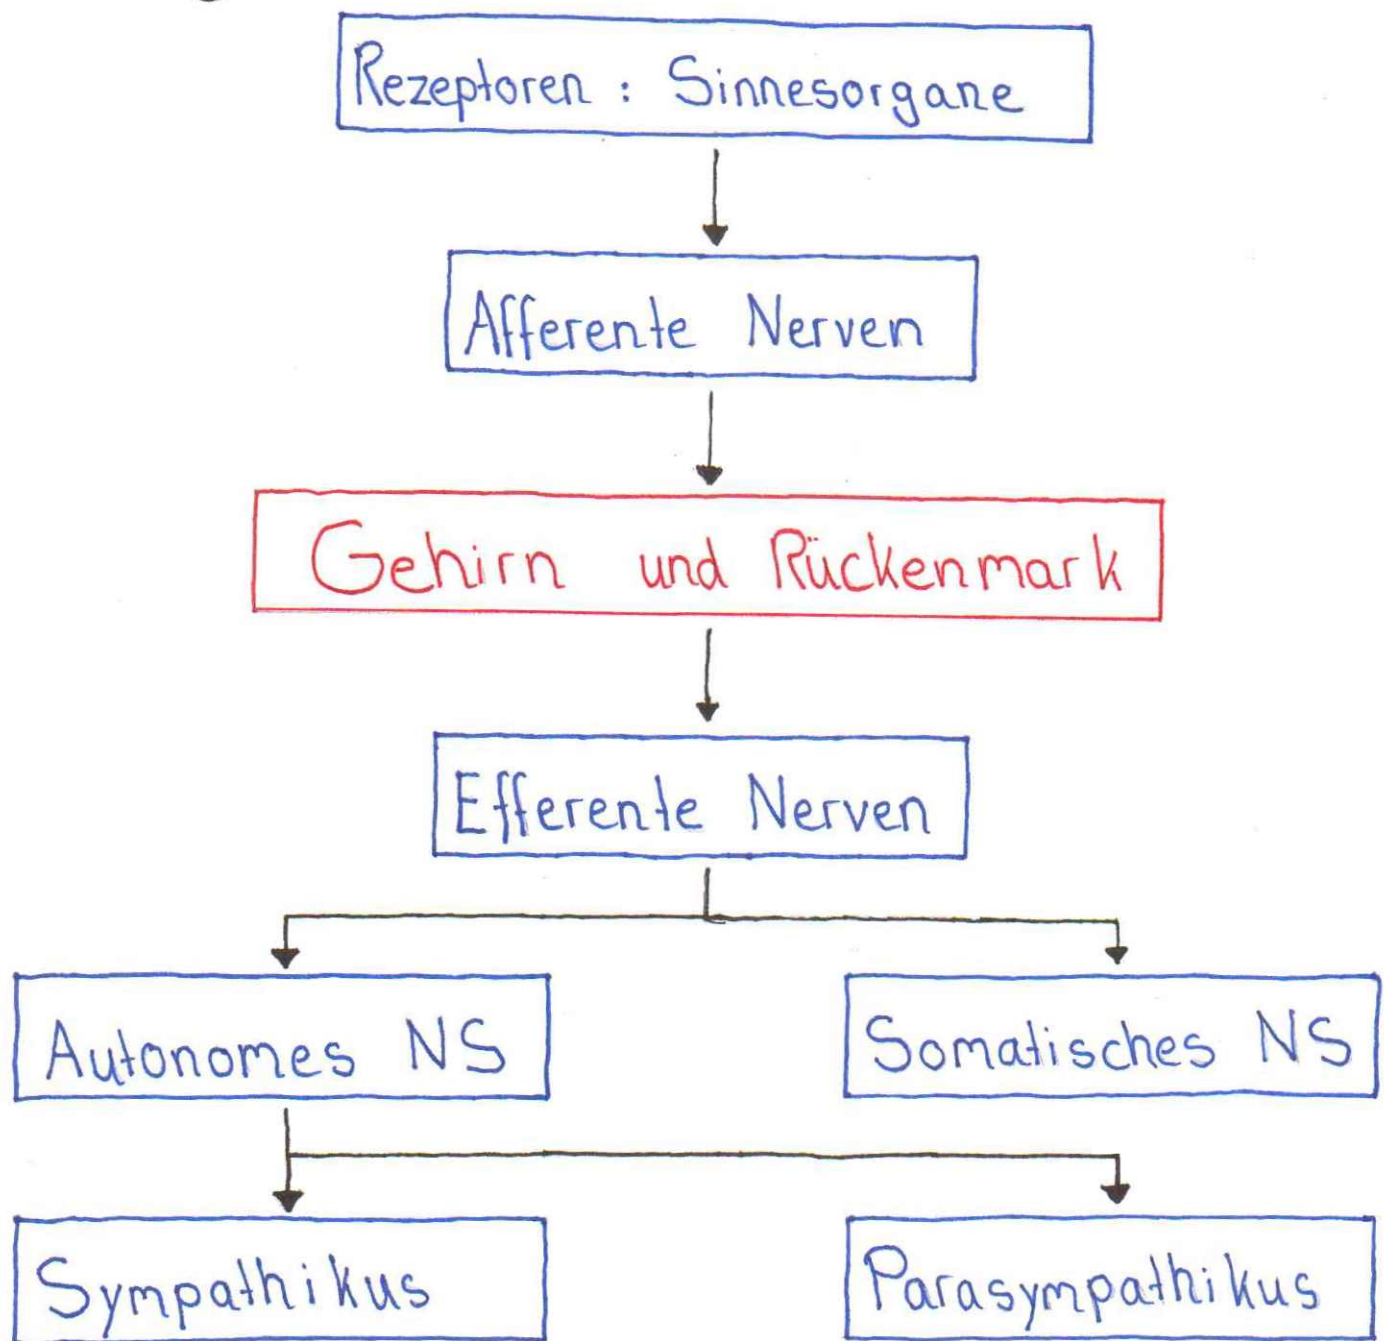 Rezeptoren : Sinnesorgane
Afferente Nerven
Gehirn und Rückenmark
Efferente Nerven
Autonomes NS
Somatisches NS
Sympathikus
Parasympathikus